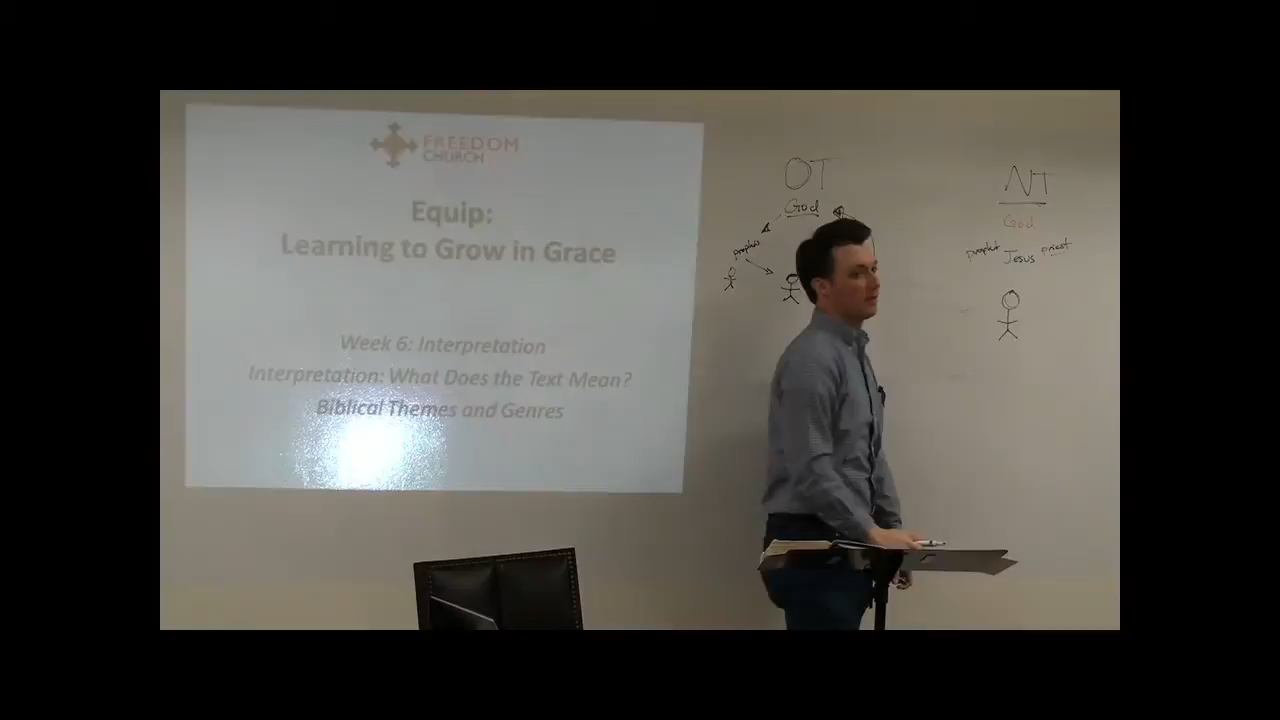 FREEDOM
CHURCH
Equip:
Learning to Grow in Grace
Week 6: Interpretation
Interpretation: What Does the Text Mean?
Biblical Themes and Genres
OT
God
prophets
NT
God
prophet Jesus priest